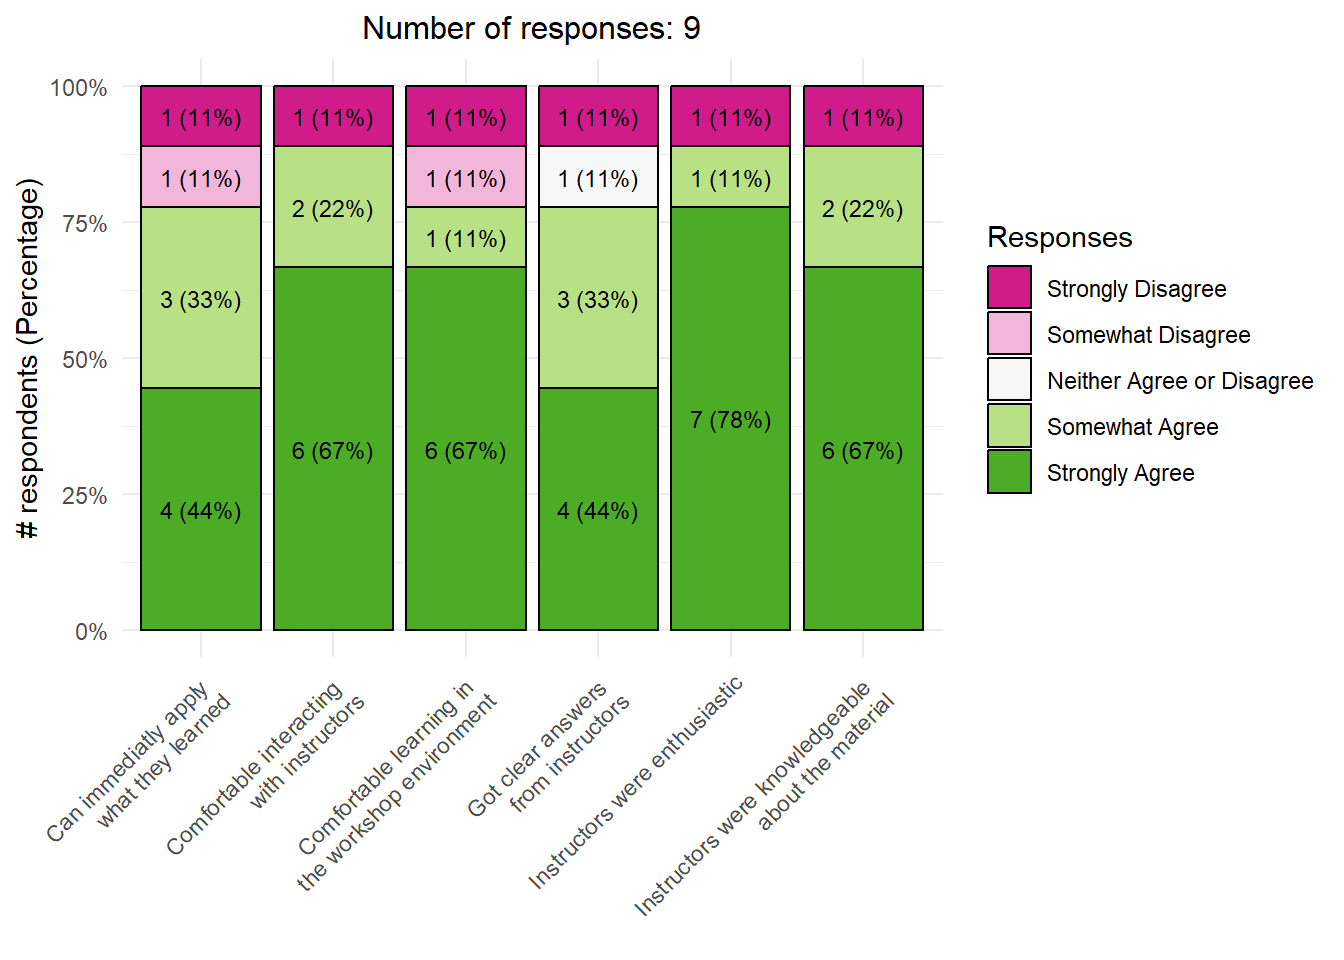 Number of responses: 9
# respondents (Percentage)
100%
75%
50%
25%
0%
1 (11%)
1 (11%)
3 (33%)
4 (44%)
1 (11%)
2 (22%)
6 (67%)
1 (11%)
1 (11%)
1 (11%)
6 (67%)
1 (11%)
1 (11%)
3 (33%)
4 (44%)
1 (11%)
1 (11%)
7 (78%)
1 (11%)
2 (22%)
6 (67%)
Can immediatly apply
what they learned
Comfortable interacting
with instructors
Comfortable learning in
the workshop environment
Got clear answers
from instructors
Instructors were enthusiastic
Instructors were knowledgeable
about the material
Responses
Strongly Disagree
Somewhat Disagree
Neither Agree or Disagree
Somewhat Agree
Strongly Agree